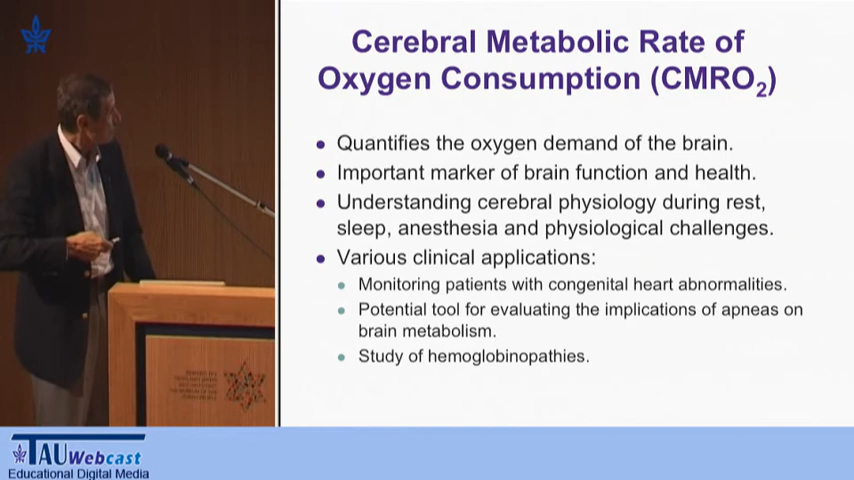 Cerebral Metabolic Rate of
Oxygen Consumption (CMRO₂)
• Quantifies the oxygen demand of the brain.
• Important marker of brain function and health.
• Understanding cerebral physiology during rest,
sleep, anesthesia and physiological challenges.
• Various clinical applications:
• Monitoring patients with congenital heart abnormalities.
• Potential tool for evaluating the implications of apneas on
brain metabolism.
• Study of hemoglobinopathies.
TAU Webcast
Educational Digital Media